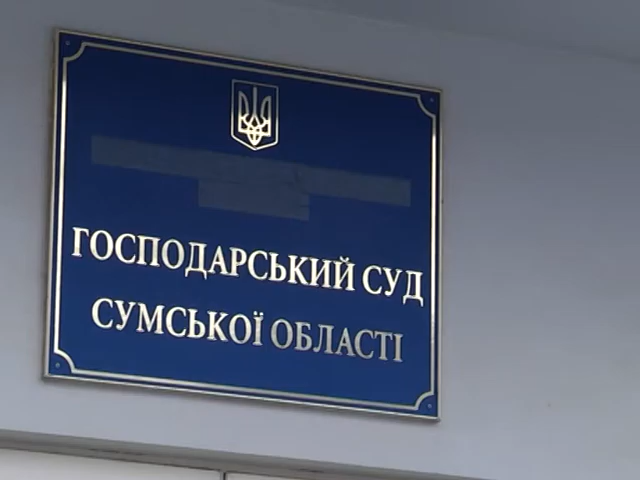 ГОСПОДАРСЬКИЙ СУД
СУМСЬКОЇ ОБЛАСТІ